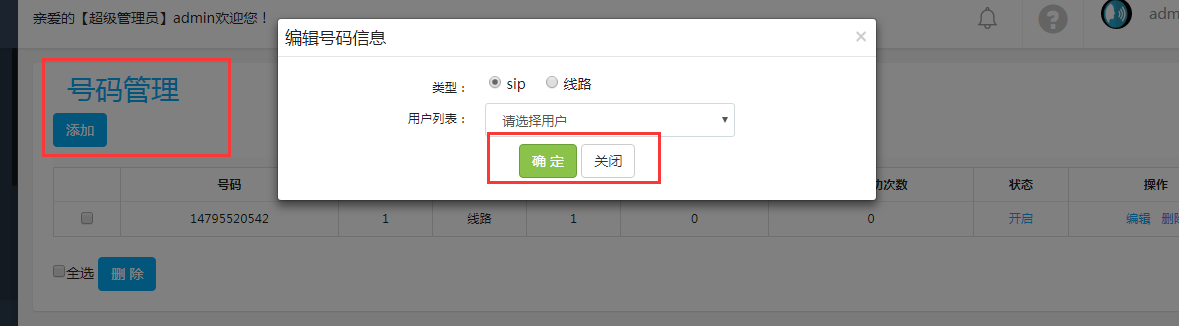 亲爱的【超级管理员】admin欢迎您！
adm
编辑号码信息
×
号码管理
添加
类型：
sip
线路
用户列表：
请选择用户
确 定
关闭
号码
次数
状态
操作
14795520542
1
线路
1
0
0
开启
编辑
删除
全选
删 除